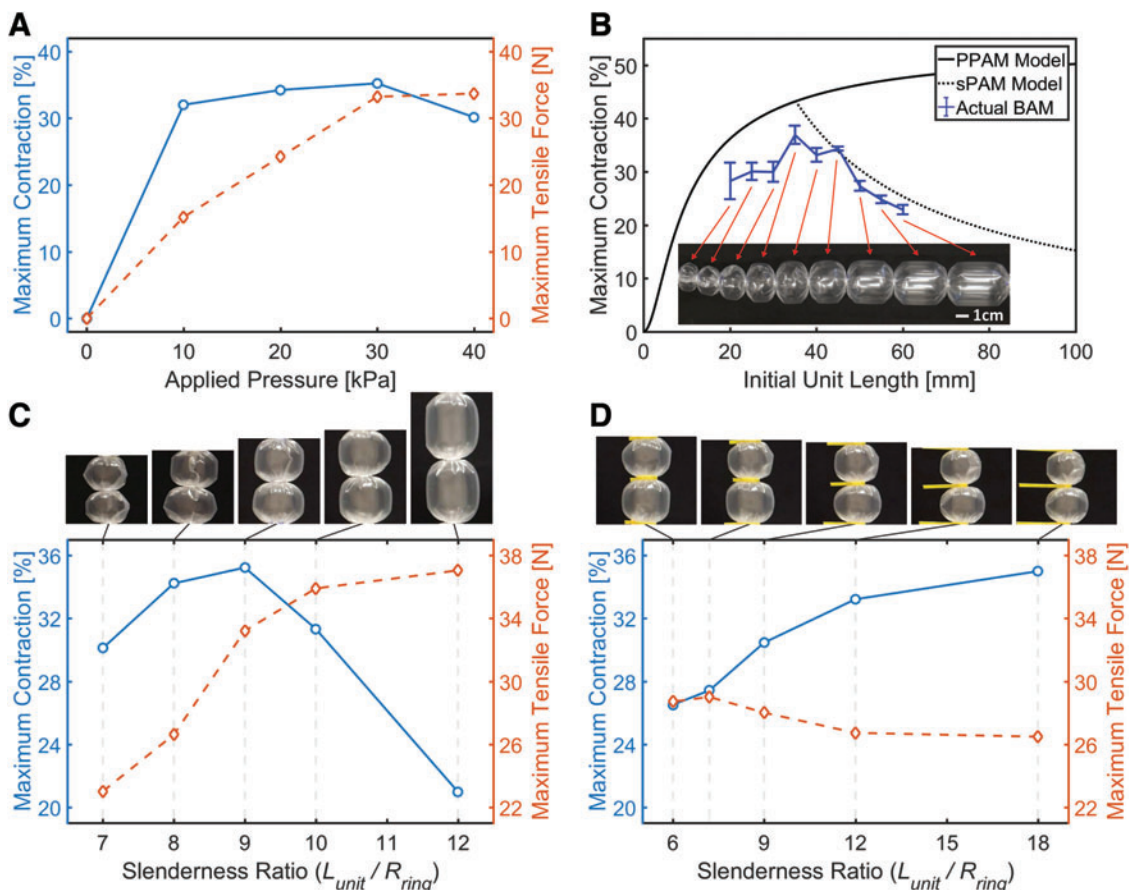 A
Maximum Contraction [%]
40
30
20
10
0
Maximum Tensile Force [N]
40
30
20
10
0
0 10 20 30 40
Applied Pressure [kPa]
B
Maximum Contraction [%]
50
40
30
20
10
0
PPAM Model
sPAM Model
Actual BAM
1cm
0 20 40 60 80 100
Initial Unit Length [mm]
C
Maximum Contraction [%]
36
32
28
24
20
Maximum Tensile Force [N]
38
34
30
26
22
7 8 9 10 11 12
Slenderness Ratio (L_unit / R_ring)
D
Maximum Contraction [%]
36
32
28
24
20
Maximum Tensile Force [N]
38
34
30
26
22
6 9 12 15 18
Slenderness Ratio (L_unit / R_ring)